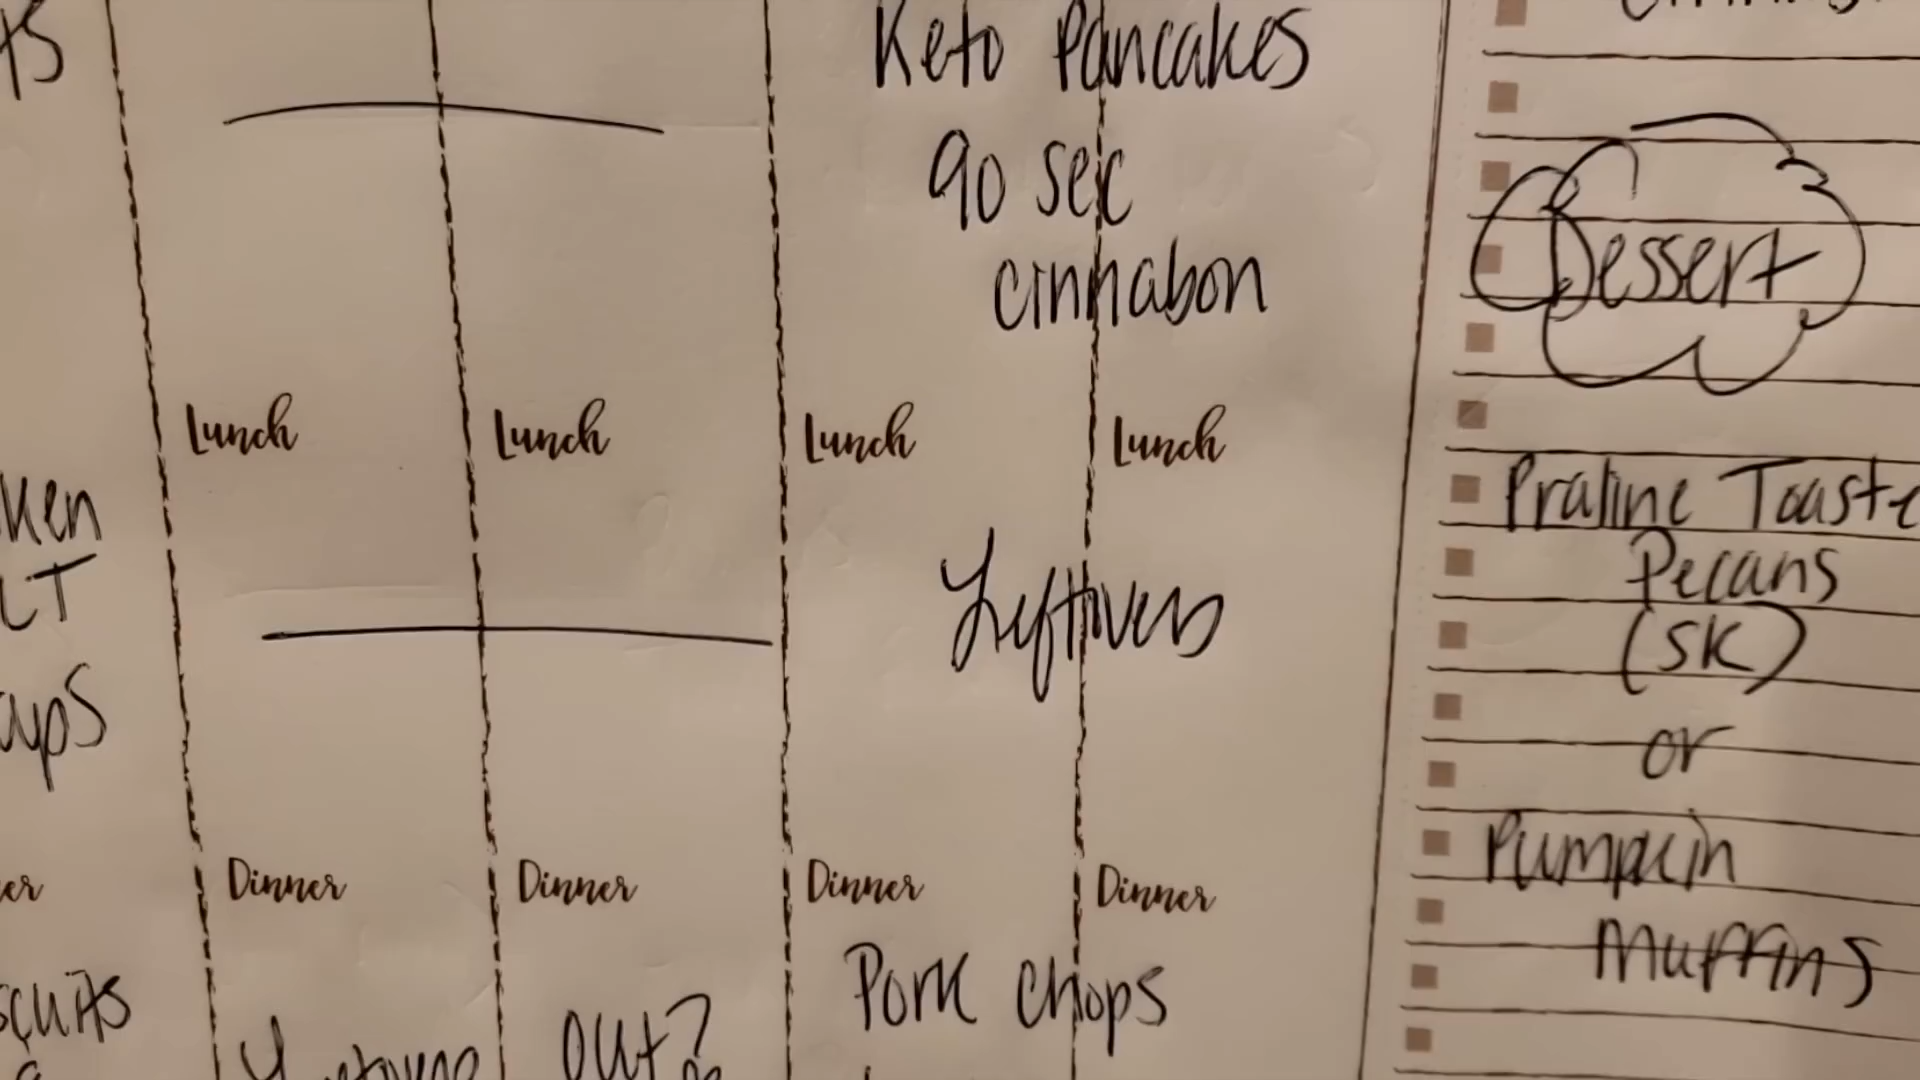 Keto Pancakes
90 sec
cinnabon
Lunch Lunch Lunch Lunch
Leftovers
Dinner Dinner Dinner Dinner
Out?
Pork Chops
Dessert
Praline Toaste
Pecans
(SK)
or
Pumpkin
Muffins